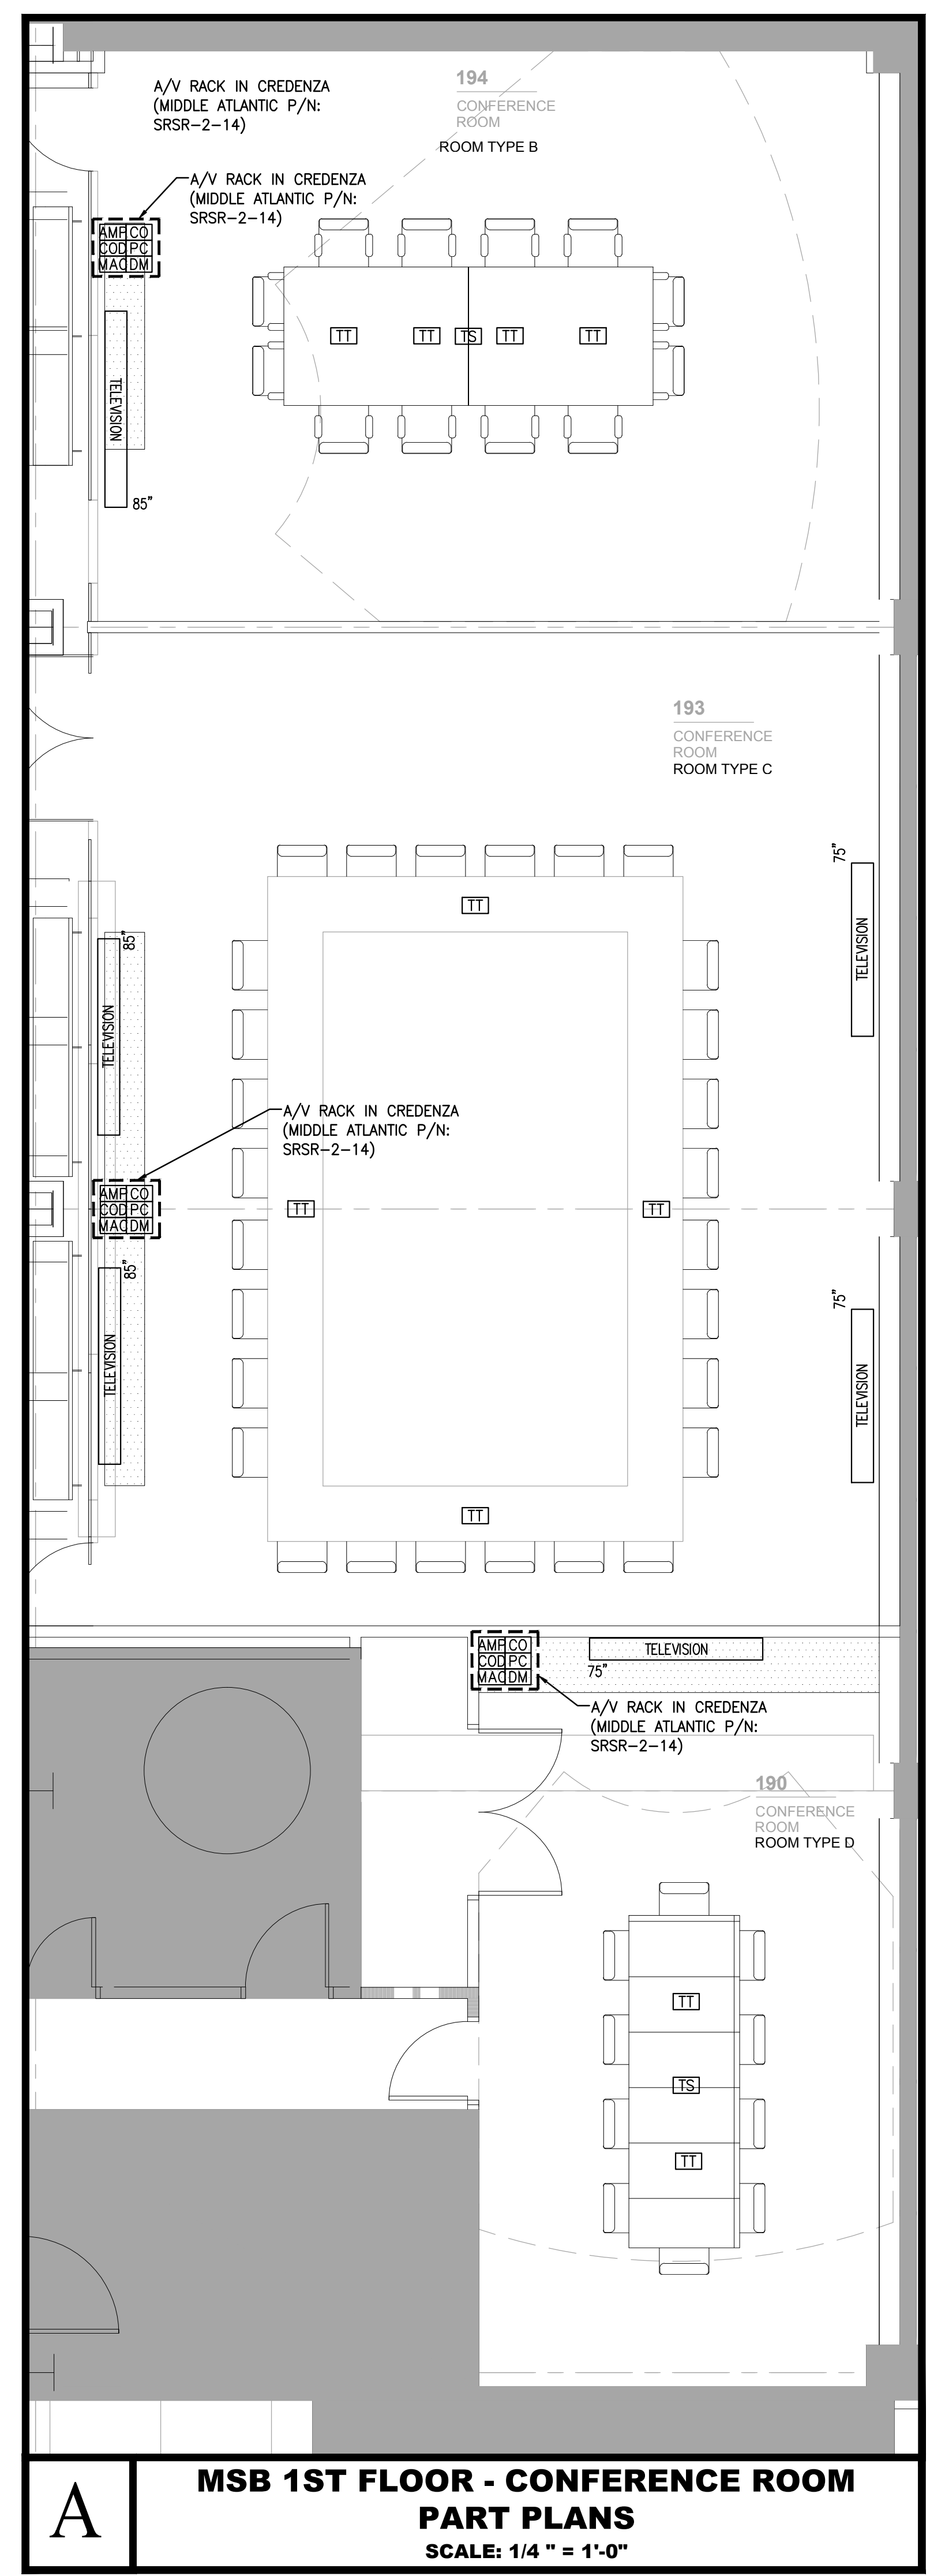 A/V RACK IN CREDENZA
(MIDDLE ATLANTIC P/N:
SRSR-2-14)
194
CONFERENCE
ROOM
ROOM TYPE B
A/V RACK IN CREDENZA
(MIDDLE ATLANTIC P/N:
SRSR-2-14)
AMP CO
COD PC
MAC DM
TT TT TS TT TT
TELEVISION
85"
193
CONFERENCE
ROOM
ROOM TYPE C
75"
TT
TELEVISION
85"
TELEVISION
A/V RACK IN CREDENZA
(MIDDLE ATLANTIC P/N:
SRSR-2-14)
AMP CO
COD PC
MAC DM
TT TT
85"
75"
TELEVISION
TELEVISION
TT
AMP CO
COD PC
MAC DM
TELEVISION
75"
A/V RACK IN CREDENZA
(MIDDLE ATLANTIC P/N:
SRSR-2-14)
190
CONFERENCE
ROOM
ROOM TYPE D
TT
TS
TT
A
MSB 1ST FLOOR - CONFERENCE ROOM
PART PLANS
SCALE: 1/4 " = 1'-0"